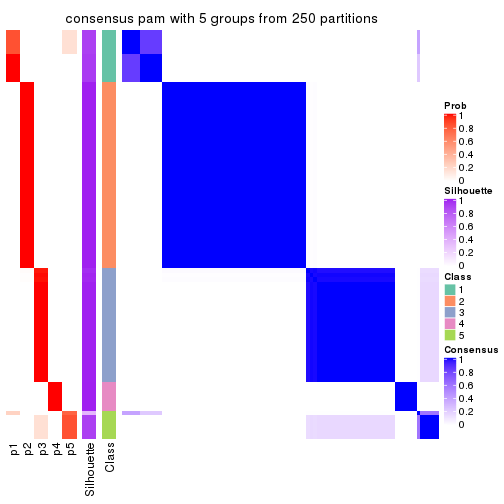 consensus pam with 5 groups from 250 partitions
Prob
1
0.8
0.6
0.4
0.2
0
Silhouette
1
0.8
0.6
0.4
0.2
0
Class
1
2
3
4
5
Consensus
1
0.8
0.6
0.4
0.2
0
p1
p2
p3
p4
p5
Silhouette
Class